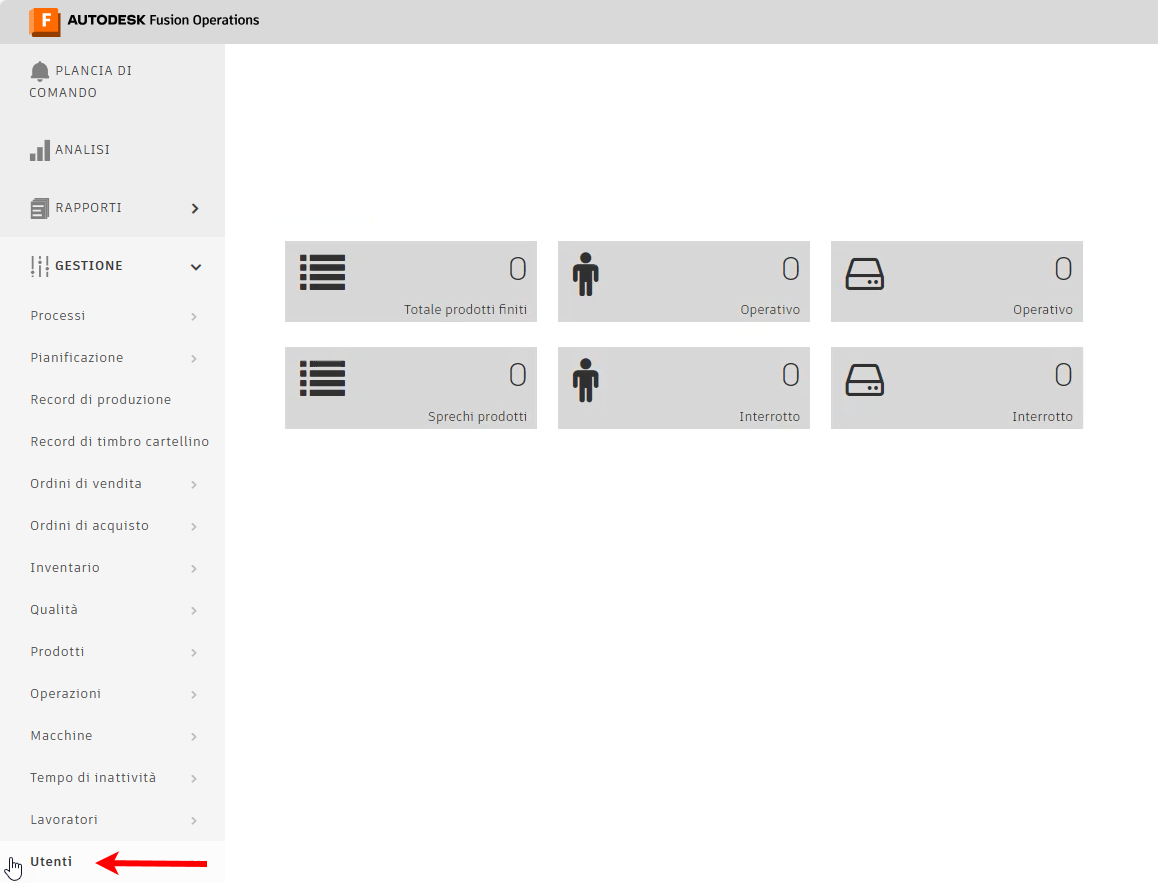 F AUTODESK Fusion Operations
PLANCIA DI
COMANDO
ANALISI
RAPPORTI
GESTIONE
Processi
Pianificazione
Record di produzione
Record di timbro cartellino
Ordini di vendita
Ordini di acquisto
Inventario
Qualità
Prodotti
Operazioni
Macchine
Tempo di inattività
Lavoratori
Utenti
0
Totale prodotti finiti
0
Operativo
0
Operativo
0
Sprechi prodotti
0
Interrotto
0
Interrotto